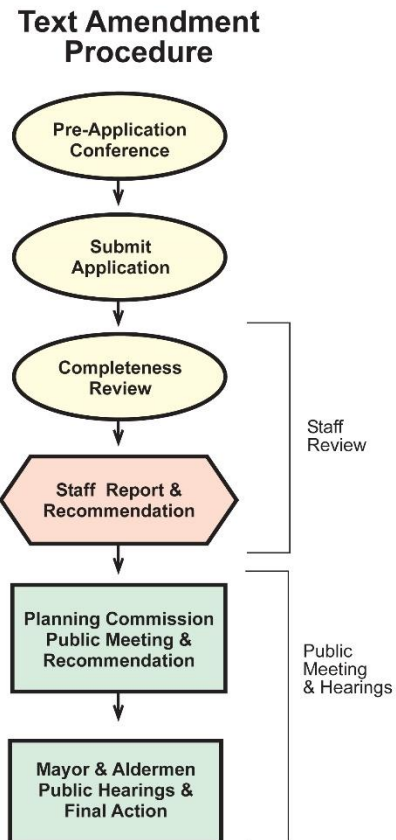 Text Amendment
Procedure
Pre-Application
Conference
Submit
Application
Completeness
Review
Staff
Review
Staff Report &
Recommendation
Planning Commission
Public Meeting &
Recommendation
Public
Meeting
& Hearings
Mayor & Aldermen
Public Hearings &
Final Action